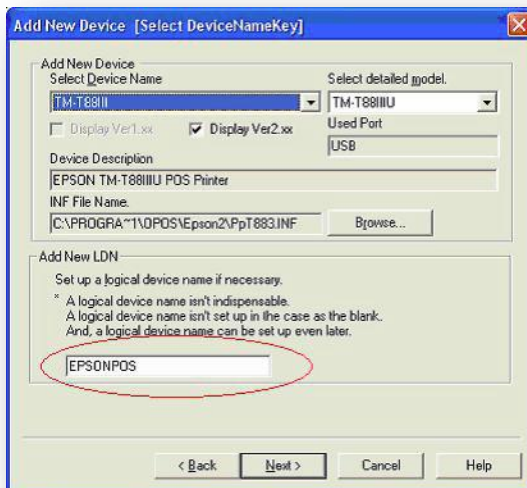 Add New Device [Select DeviceNameKey]
Add New Device
Select Device Name
Select detailed model.
TM-T88III
TM-T88IIIU
Display Ver1.xx
Display Ver2.xx
Used Port
USB
Device Description
EPSON TM-T88IIIU POS Printer
INF File Name.
C:\PROGRA~1\OPOS\Epson2\PpT883.INF
Browse...
Add New LDN
Set up a logical device name if necessary.
* A logical device name isn't indispensable.
A logical device name isn't set up in the case as the blank.
And, a logical device name can be set up even later.
EPSONPOS
< Back
Next >
Cancel
Help